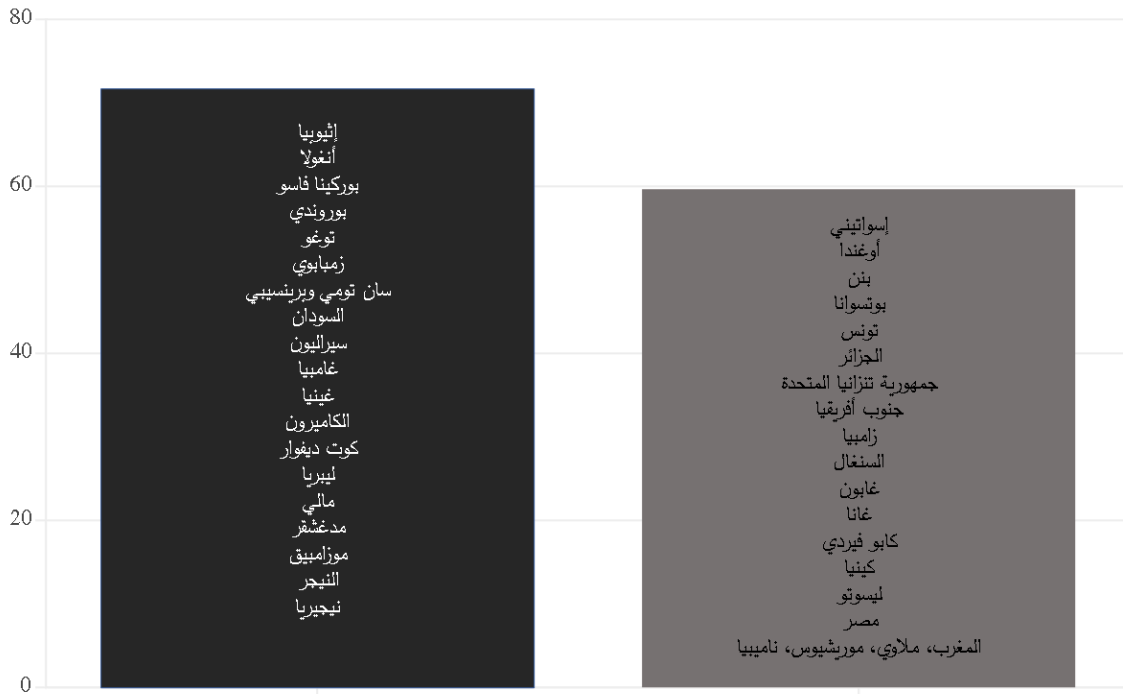 80
60
40
20
0
إثيوبيا
أنغولا
بوركينا فاسو
بوروندي
توغو
زمبابوي
سان تومي وبرينسيبي
السودان
سيراليون
غامبيا
غينيا
الكاميرون
كوت ديفوار
ليبريا
مالي
مدغشقر
موزامبيق
النيجر
نيجيريا
إسواتيني
أوغندا
بنن
بوتسوانا
تونس
الجزائر
جمهورية تنزانيا المتحدة
جنوب أفريقيا
زامبيا
السنغال
غابون
غانا
كابو فيردي
كينيا
ليسوتو
مصر
المغرب، ملاوي، موريشيوس، ناميبيا